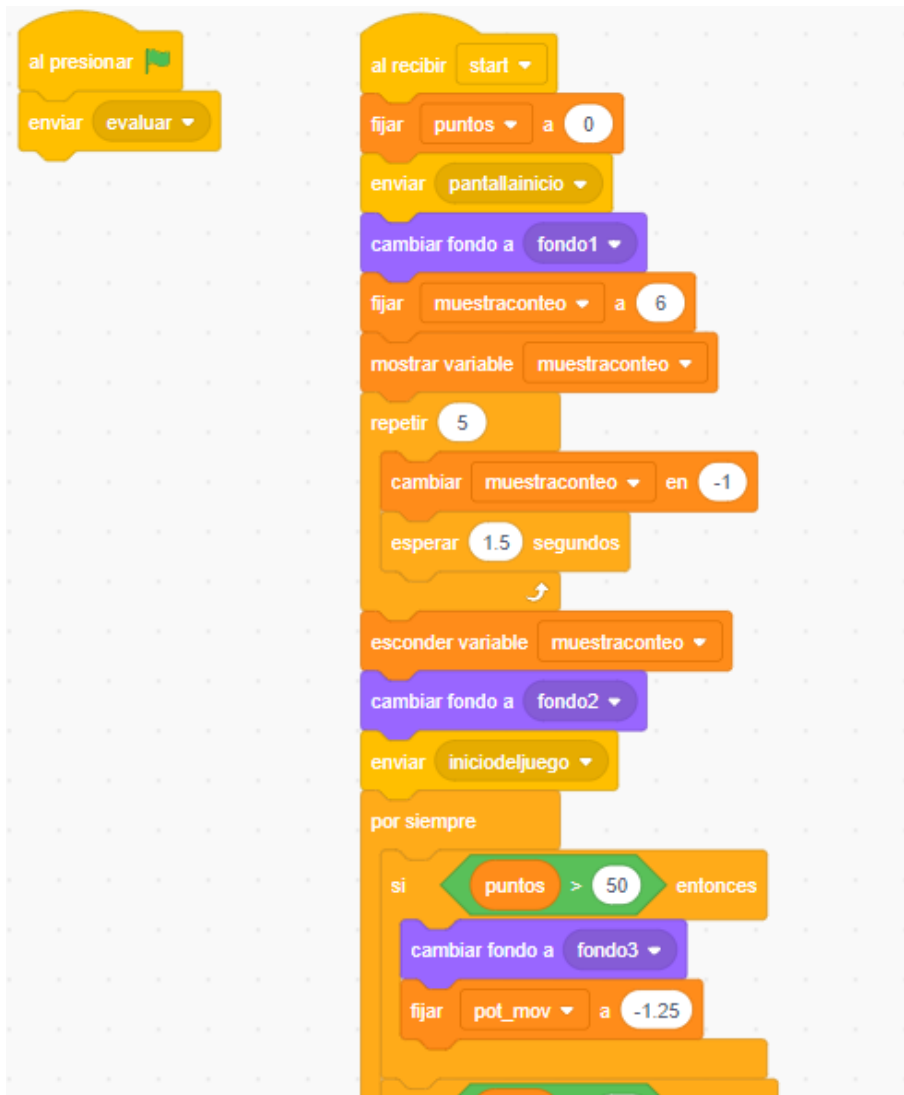 al presionar
enviar evaluar
al recibir start
fijar puntos a 0
enviar pantallainicio
cambiar fondo a fondo1
fijar muestraconteo a 6
mostrar variable muestraconteo
repetir 5
cambiar muestraconteo en -1
esperar 1.5 segundos
esconder variable muestraconteo
cambiar fondo a fondo2
enviar iniciodeljuego
por siempre
si puntos > 50 entonces
cambiar fondo a fondo3
fijar pot_mov a -1.25